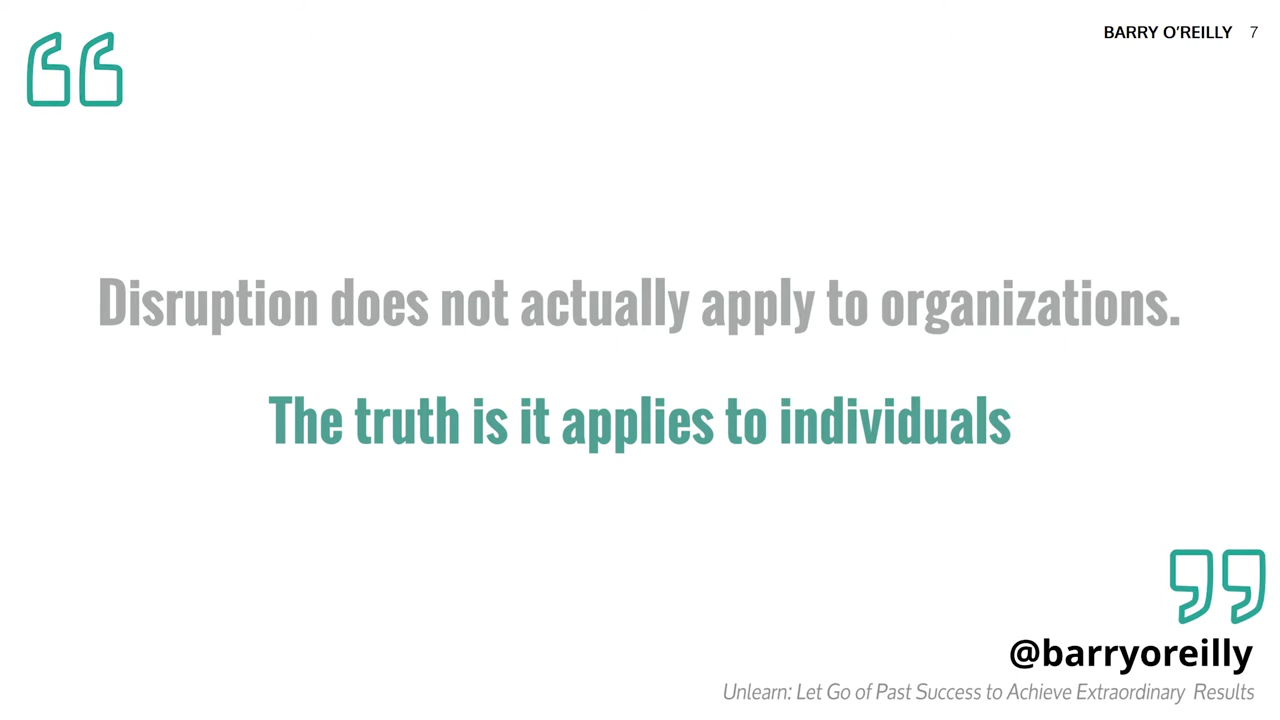 BARRY O'REILLY 7
Disruption does not actually apply to organizations.
The truth is it applies to individuals
@barryoreilly
Unlearn: Let Go of Past Success to Achieve Extraordinary Results